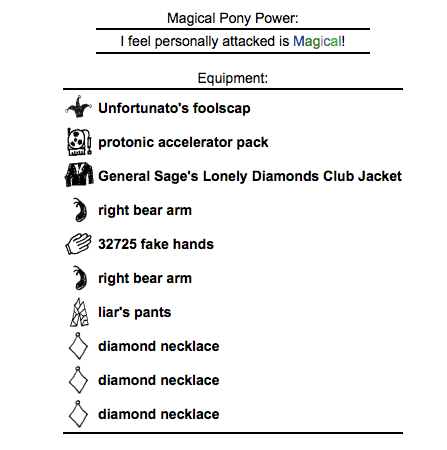 Magical Pony Power:
I feel personally attacked is Magical!
Equipment:
Unfortunato's foolscap
protonic accelerator pack
General Sage's Lonely Diamonds Club Jacket
right bear arm
32725 fake hands
right bear arm
liar's pants
diamond necklace
diamond necklace
diamond necklace